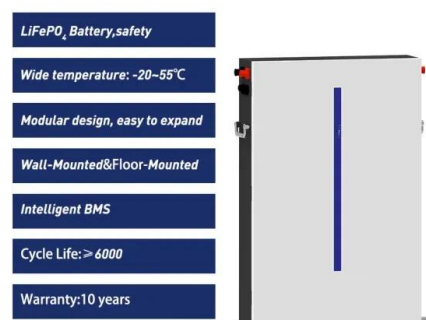 LiFePO₄ Battery,safety
Wide temperature: -20~55℃
Modular design, easy to expand
Wall-Mounted&Floor-Mounted
Intelligent BMS
Cycle Life:≥6000
Warranty:10 years